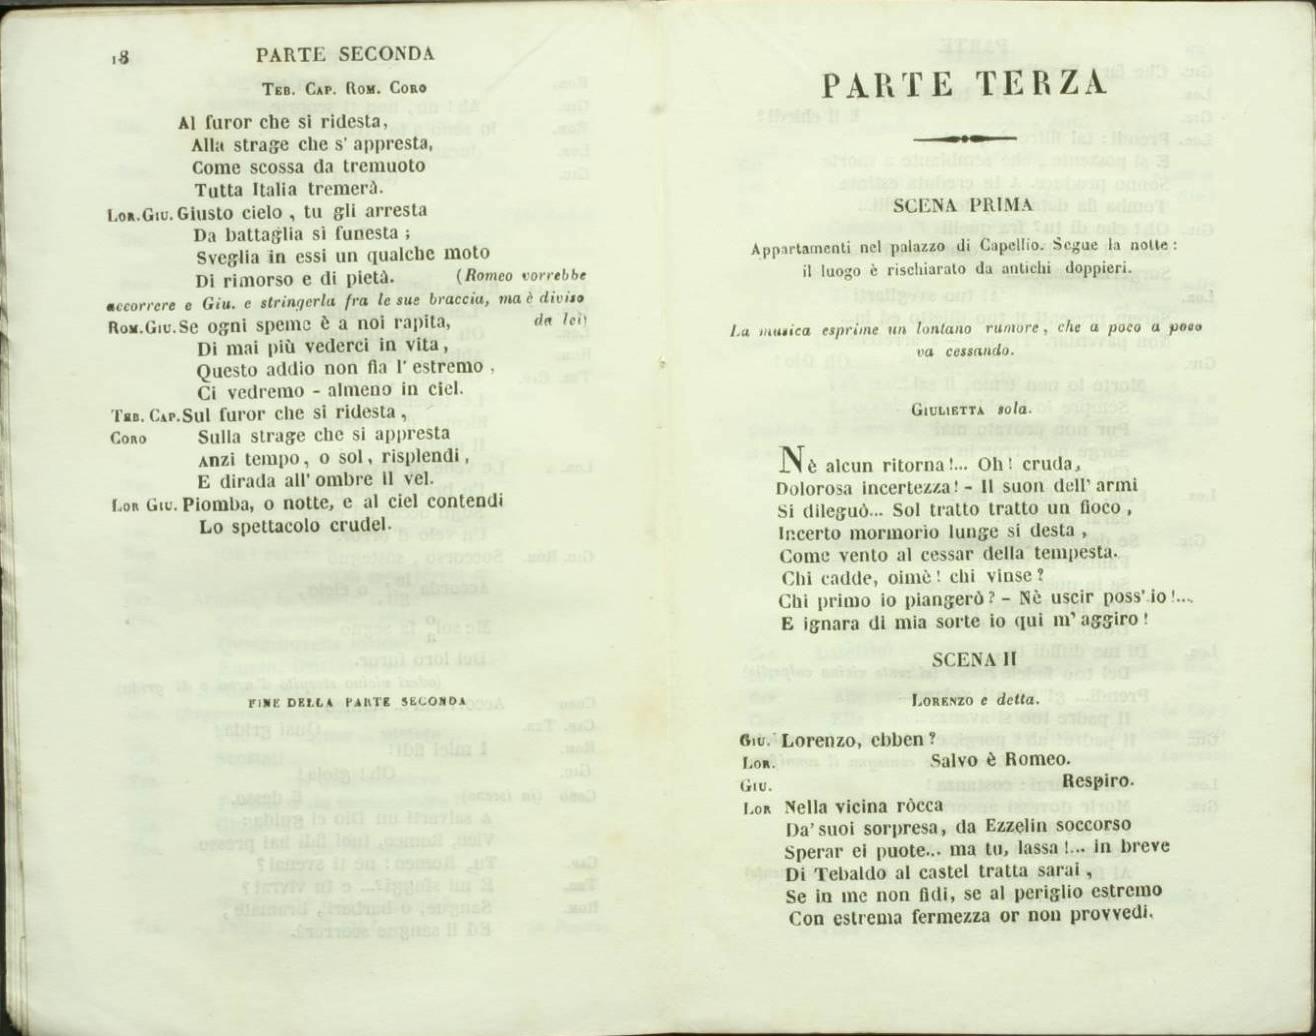 18 PARTE SECONDA
TEB. CAP. ROM. CORO
Al furor che si ridesta,
Alla strage che s' appresta,
Come scossa da tremuoto
Tutta Italia tremerà.
LOR. GIU. Giusto cielo, tu gli arresta
Da battaglia sì funesta;
Sveglia in essi un qualche moto
Di rimorso e di pietà. (Romeo vorrebbe
accorrere e Giu. e stringerla fra le sue braccia, ma è diviso
da lei)
ROM. GIU. Se ogni speme è a noi rapita,
Di mai più vederci in vita,
Questo addio non fia l' estremo,
Ci vedremo - almeno in ciel.
TEB. CAP. Sul furor che si ridesta,
CORO Sulla strage che si appresta
Anzi tempo, o sol, risplendi,
E dirada all' ombre il vel.
LOR GIU. Piomba, o notte, e al ciel contendi
Lo spettacolo crudel.
FINE DELLA PARTE SECONDA
PARTE TERZA
SCENA PRIMA
Appartamenti nel palazzo di Capellio. Segue la notte:
il luogo è rischiarato da antichi doppieri.
La musica esprime un lontano rumore, che a poco a poco
va cessando.
GIULIETTA sola.
Nè alcun ritorna!... Oh! cruda,
Dolorosa incertezza! - Il suon dell' armi
Si dileguò... Sol tratto tratto un fioco,
Incerto mormorio lunge si desta,
Come vento al cessar della tempesta.
Chi cadde, oimè! chi vinse?
Chi primo io piangerò? - Nè uscir poss' io!...
E ignara di mia sorte io qui m' aggiro!
SCENA II
LORENZO e detta.
GIU. Lorenzo, ebben?
LOR. Salvo è Romeo.
GIU. Respiro.
LOR Nella vicina ròcca
Da' suoi sorpresa, da Ezzelin soccorso
Sperar ei puote... ma tu, lassa!... in breve
Di Tebaldo al castel tratta sarai,
Se in me non fidi, se al periglio estremo
Con estrema fermezza or non provvedi.